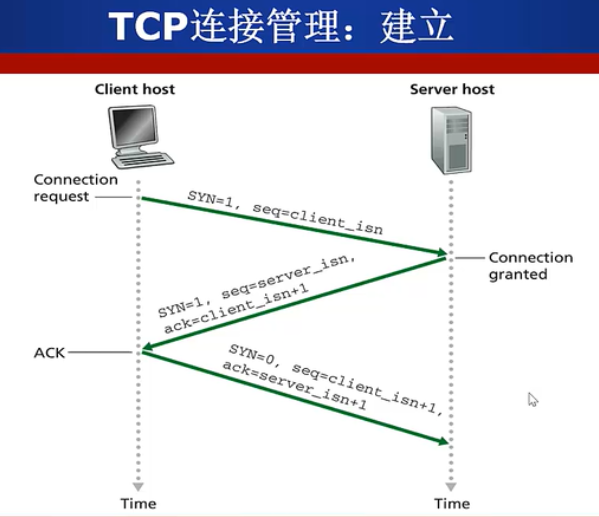 TCP连接管理：建立
Client host
Server host
Connection
request
SYN=1, seq=client_isn
Connection
granted
SYN=1, seq=server_isn,
ack=client_isn+1
ACK
SYN=0, seq=client_isn+1,
ack=server_isn+1
Time
Time